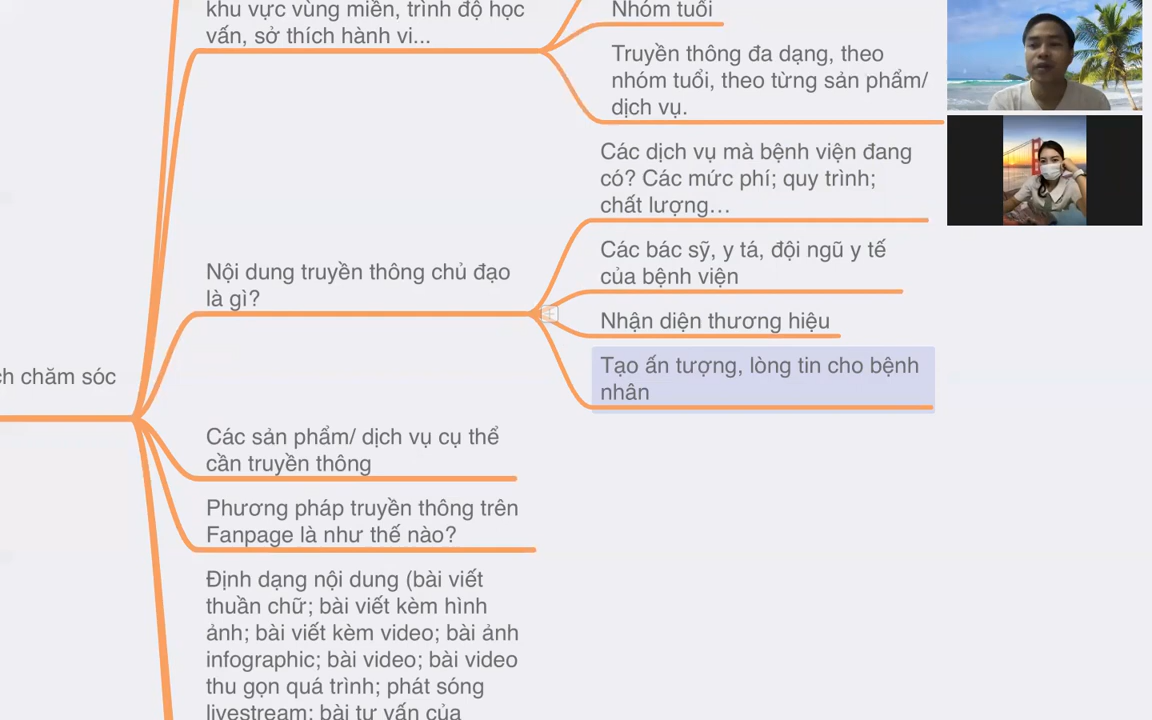 khu vực vùng miền, trình độ học
vấn, sở thích hành vi...
Nhóm tuổi
Truyền thông đa dạng, theo
nhóm tuổi, theo từng sản phẩm/
dịch vụ.
Các dịch vụ mà bệnh viện đang
có? Các mức phí; quy trình;
chất lượng…
Nội dung truyền thông chủ đạo
là gì?
Các bác sỹ, y tá, đội ngũ y tế
của bệnh viện
Nhận diện thương hiệu
Tạo ấn tượng, lòng tin cho bệnh
nhân
ch chăm sóc
Các sản phẩm/ dịch vụ cụ thể
cần truyền thông
Phương pháp truyền thông trên
Fanpage là như thế nào?
Định dạng nội dung (bài viết
thuần chữ; bài viết kèm hình
ảnh; bài viết kèm video; bài ảnh
infographic; bài video; bài video
thu gọn quá trình; phát sóng
livestream; bài tư vấn của